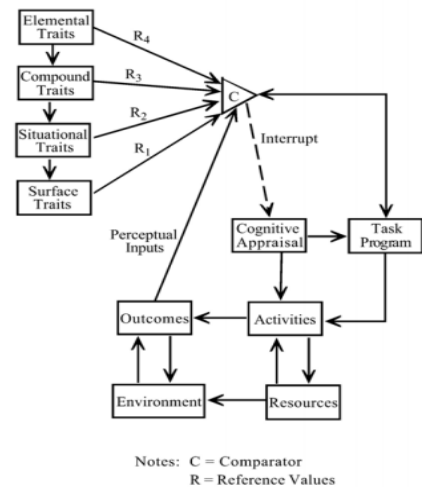 Elemental
Traits
R4
Compound
Traits
R3
C
R2
Situational
Traits
Interrupt
R1
Surface
Traits
Perceptual
Inputs
Cognitive
Appraisal
Task
Program
Outcomes
Activities
Environment
Resources
Notes: C = Comparator
R = Reference Values